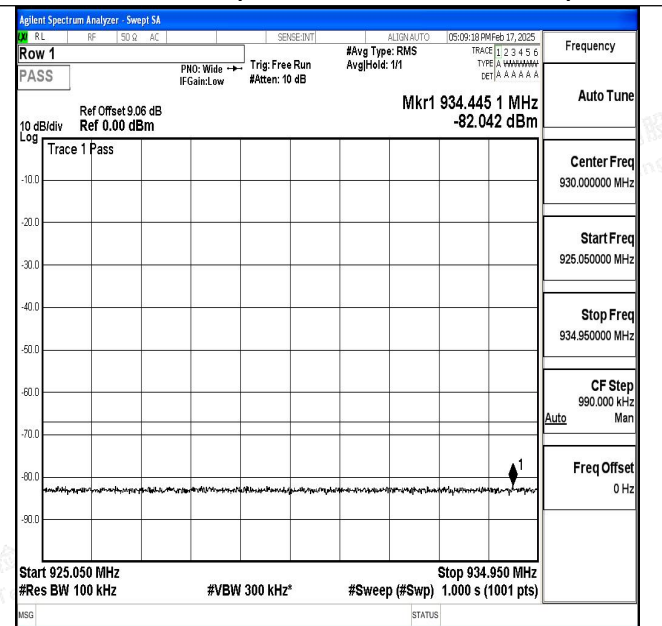 Agilent Spectrum Analyzer - Swept SA
LXI RL RF 50 Ω AC SENSE:INT ALIGN AUTO 05:09:18 PM Feb 17, 2025
Row 1
PASS
PNO: Wide
IFGain:Low
Trig: Free Run
#Atten: 10 dB
#Avg Type: RMS
Avg|Hold: 1/1
TRACE 1 2 3 4 5 6
TYPE A WWWWW
DET A A A A A A
Mkr1 934.445 1 MHz
-82.042 dBm
Ref Offset 9.06 dB
10 dB/div Ref 0.00 dBm
Log
Trace 1 Pass
-10.0
-20.0
-30.0
-40.0
-50.0
-60.0
-70.0
-80.0
-90.0
1
Start 925.050 MHz Stop 934.950 MHz
#Res BW 100 kHz #VBW 300 kHz* #Sweep (#Swp) 1.000 s (1001 pts)
MSG STATUS
Frequency
Auto Tune
Center Freq
930.000000 MHz
Start Freq
925.050000 MHz
Stop Freq
934.950000 MHz
CF Step
990.000 kHz
Auto Man
Freq Offset
0 Hz